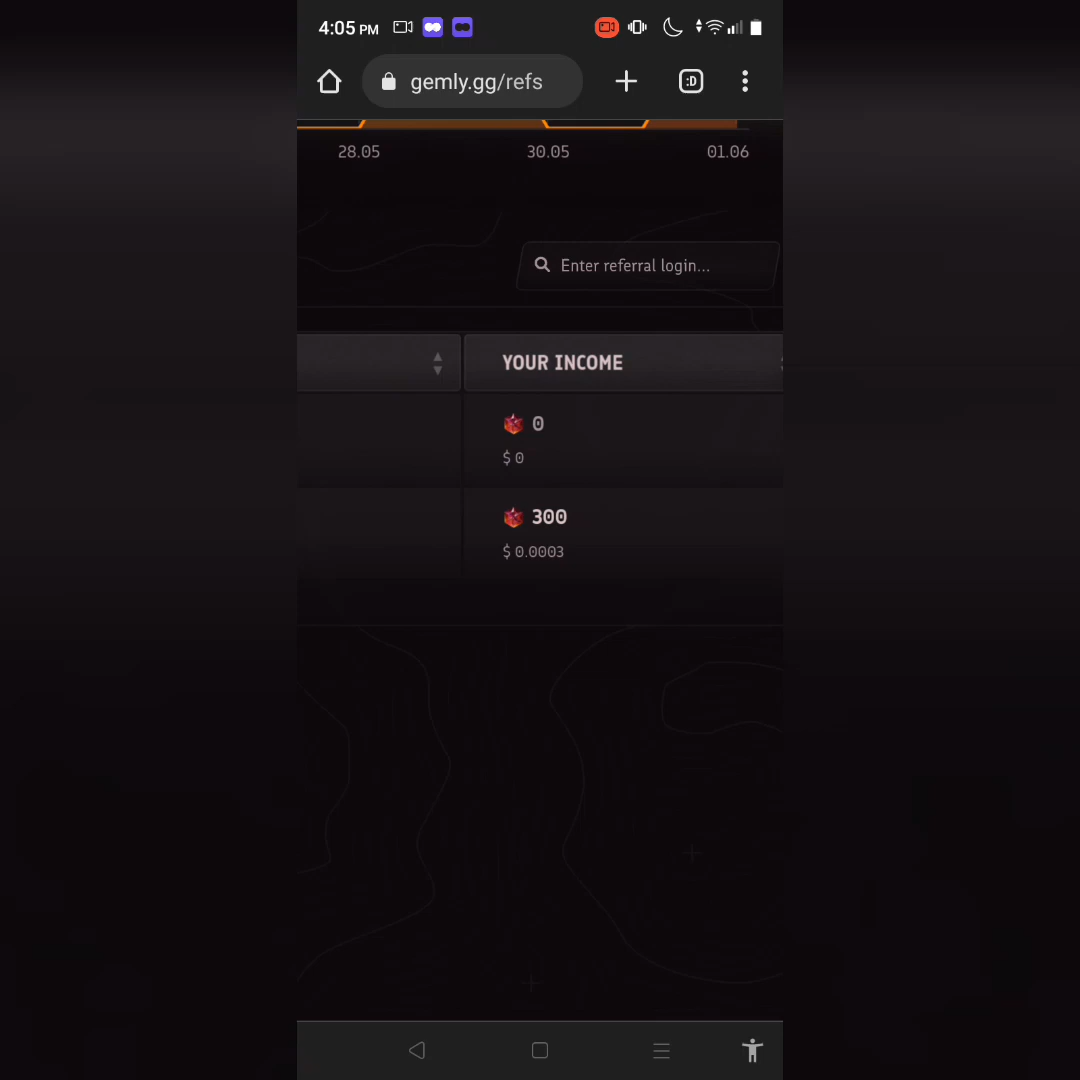 4:05 PM
gemly.gg/refs
:D
28.05 30.05 01.06
Enter referral login...
YOUR INCOME
0
$ 0
300
$ 0.0003